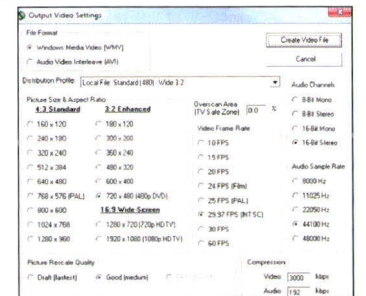 Output Video Settings
File Format
Windows Media Video (WMV)
Audio Video Interleave (AVI)
Create Video File
Cancel
Distribution Profile: Local File: Standard (480) Wide 3:2
Picture Size & Aspect Ratio
4:3 Standard
160 x 120
240 x 180
320 x 240
512 x 384
640 x 480
768 x 576 (PAL)
800 x 600
1024 x 768
1280 x 960
3:2 Enhanced
180 x 120
300 x 200
360 x 240
480 x 320
600 x 400
720 x 480 (480p DVD)
16:9 Wide Screen
1280 x 720 (720p HDTV)
1920 x 1080 (1080p HDTV)
Overscan Area
(TV Safe Zone) 0.0 %
Video Frame Rate
10 FPS
15 FPS
20 FPS
24 FPS (Film)
25 FPS (PAL)
29.97 FPS (NTSC)
30 FPS
60 FPS
Audio Channels
8-Bit Mono
8-Bit Stereo
16-Bit Mono
16-Bit Stereo
Audio Sample Rate
8000 Hz
11025 Hz
22050 Hz
44100 Hz
48000 Hz
Picture Rescale Quality
Draft (fastest)
Good (medium)
Compression
Video 3000 kbps
Audio 192 kbps